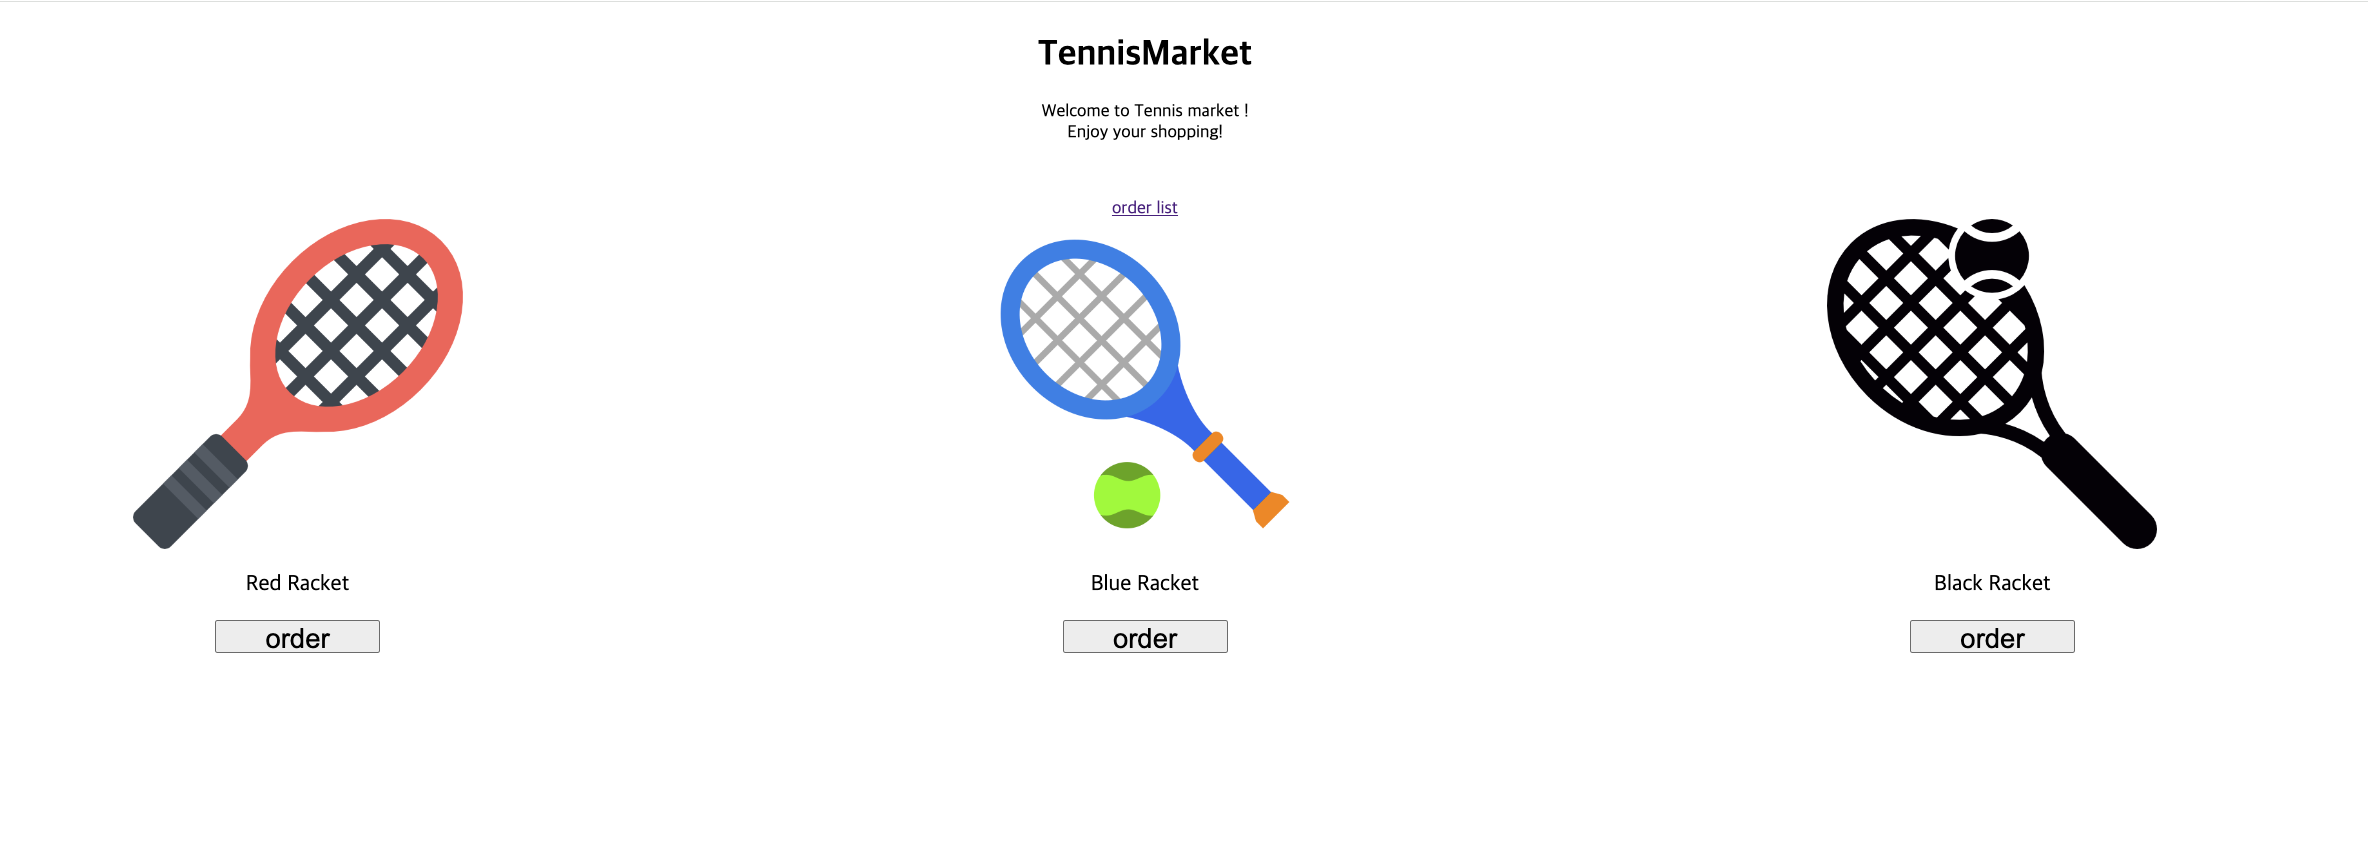 TennisMarket
Welcome to Tennis market !
Enjoy your shopping!
order list
Red Racket
Blue Racket
Black Racket
order
order
order